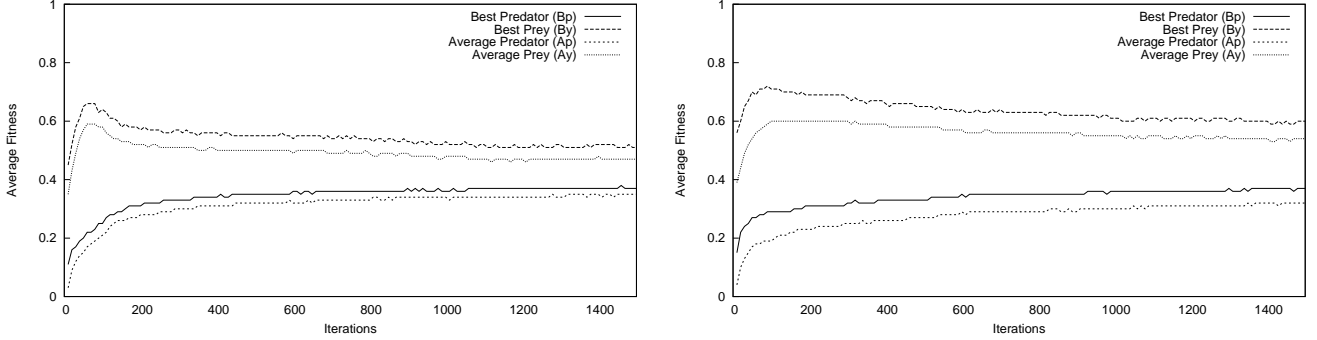 1
0.8
0.6
0.4
0.2
0
Average Fitness
0 200 400 600 800 1000 1200 1400
Iterations
Best Predator (Bp)
Best Prey (By)
Average Predator (Ap)
Average Prey (Ay)
1
0.8
0.6
0.4
0.2
0
Average Fitness
0 200 400 600 800 1000 1200 1400
Iterations
Best Predator (Bp)
Best Prey (By)
Average Predator (Ap)
Average Prey (Ay)